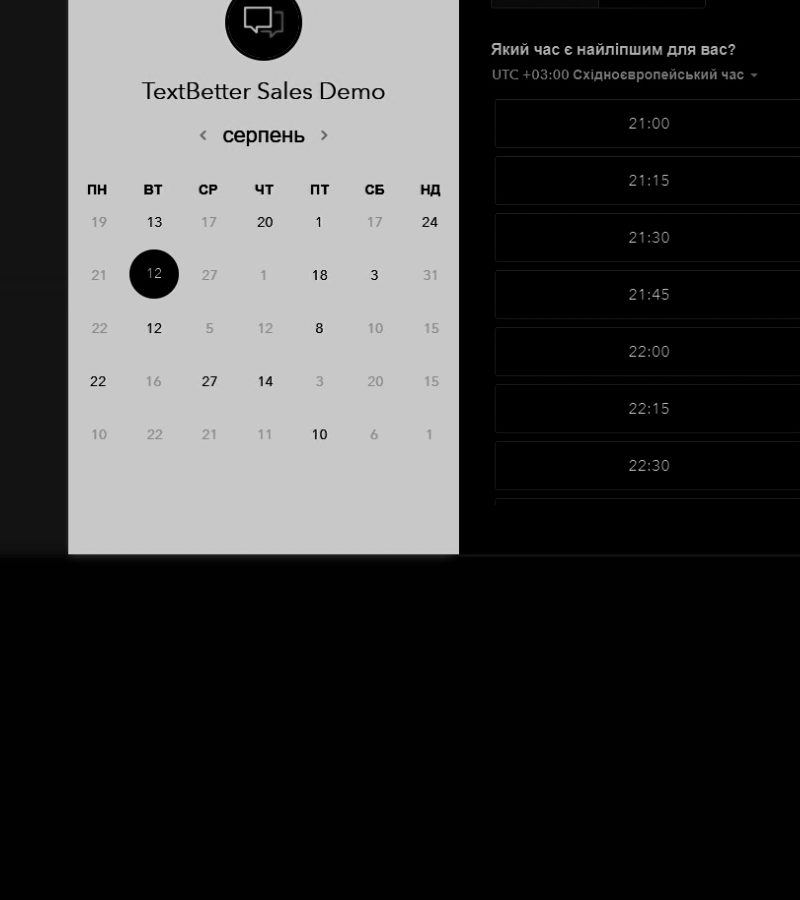 TextBetter Sales Demo
серпень
ПН ВТ СР ЧТ ПТ СБ НД
19 13 17 20 1 17 24
21 12 27 1 18 3 31
22 12 5 12 8 10 15
22 16 27 14 3 20 15
10 22 21 11 10 6 1
Який час є найліпшим для вас?
UTC +03:00 Східноєвропейський час
21:00
21:15
21:30
21:45
22:00
22:15
22:30